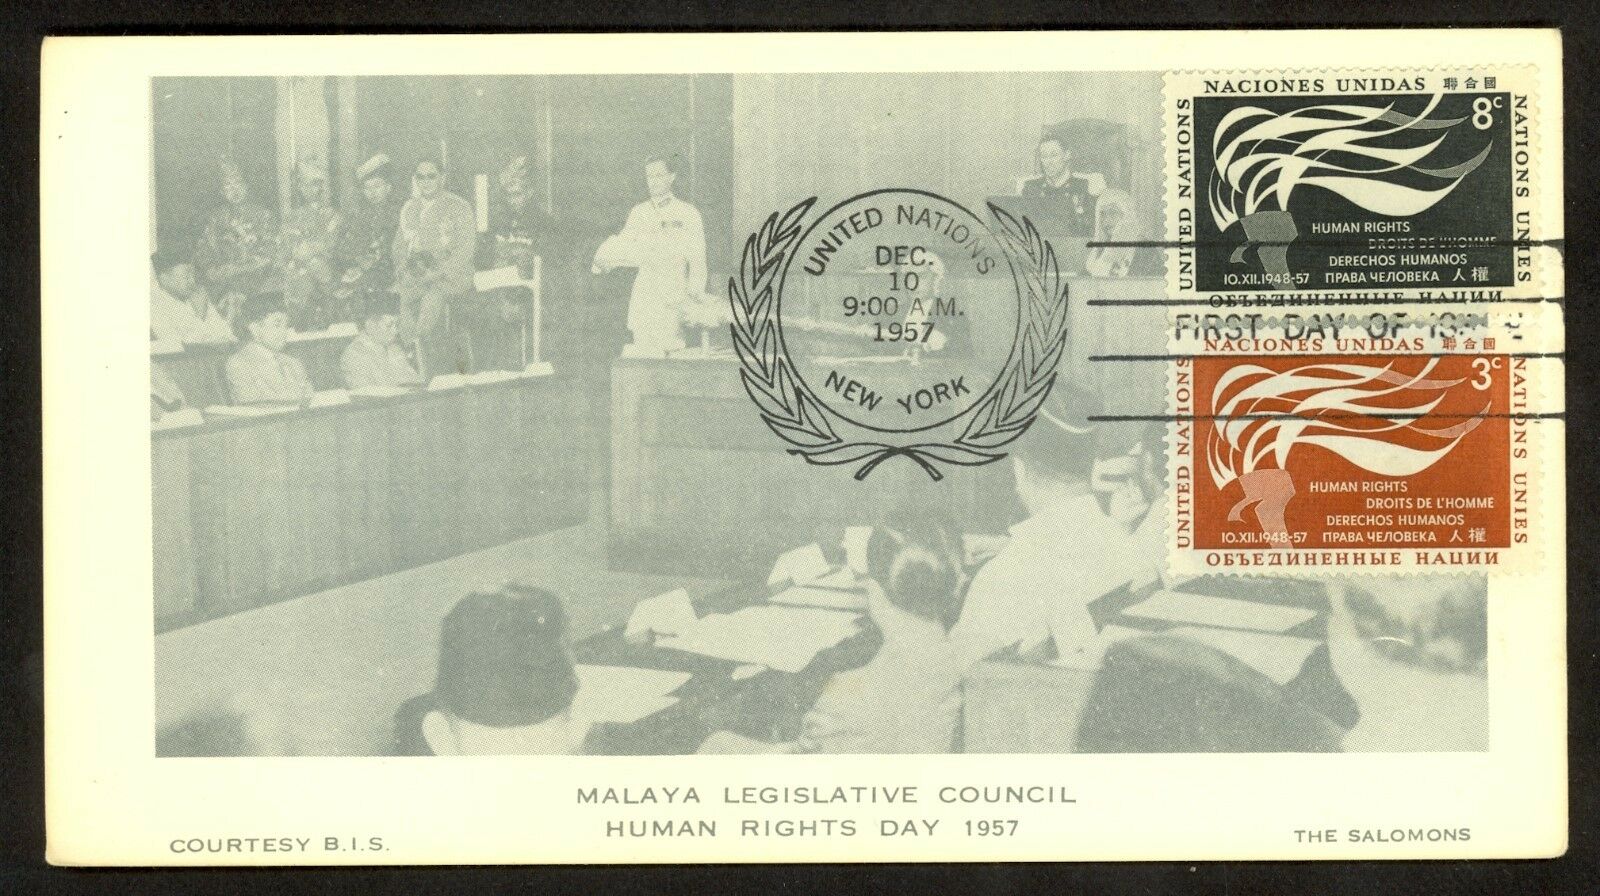 NACIONES UNIDAS 聯合國
UNITED NATIONS
8c
NATIONS UNIES
HUMAN RIGHTS
DROITS DE L'HOMME
DERECHOS HUMANOS
10.XII.1948-57 ПРАВА ЧЕЛОВЕКА 人權
ОБЪЕДИНЕННЫЕ НАЦИИ
UNITED NATIONS
DEC.
10
9:00 A.M.
1957
NEW YORK
FIRST DAY OF
NACIONES UNIDAS 聯合國
UNITED NATIONS
3c
NATIONS UNIES
HUMAN RIGHTS
DROITS DE L'HOMME
DERECHOS HUMANOS
10.XII.1948-57 ПРАВА ЧЕЛОВЕКА 人權
ОБЪЕДИНЕННЫЕ НАЦИИ
MALAYA LEGISLATIVE COUNCIL
HUMAN RIGHTS DAY 1957
COURTESY B.I.S.
THE SALOMONS